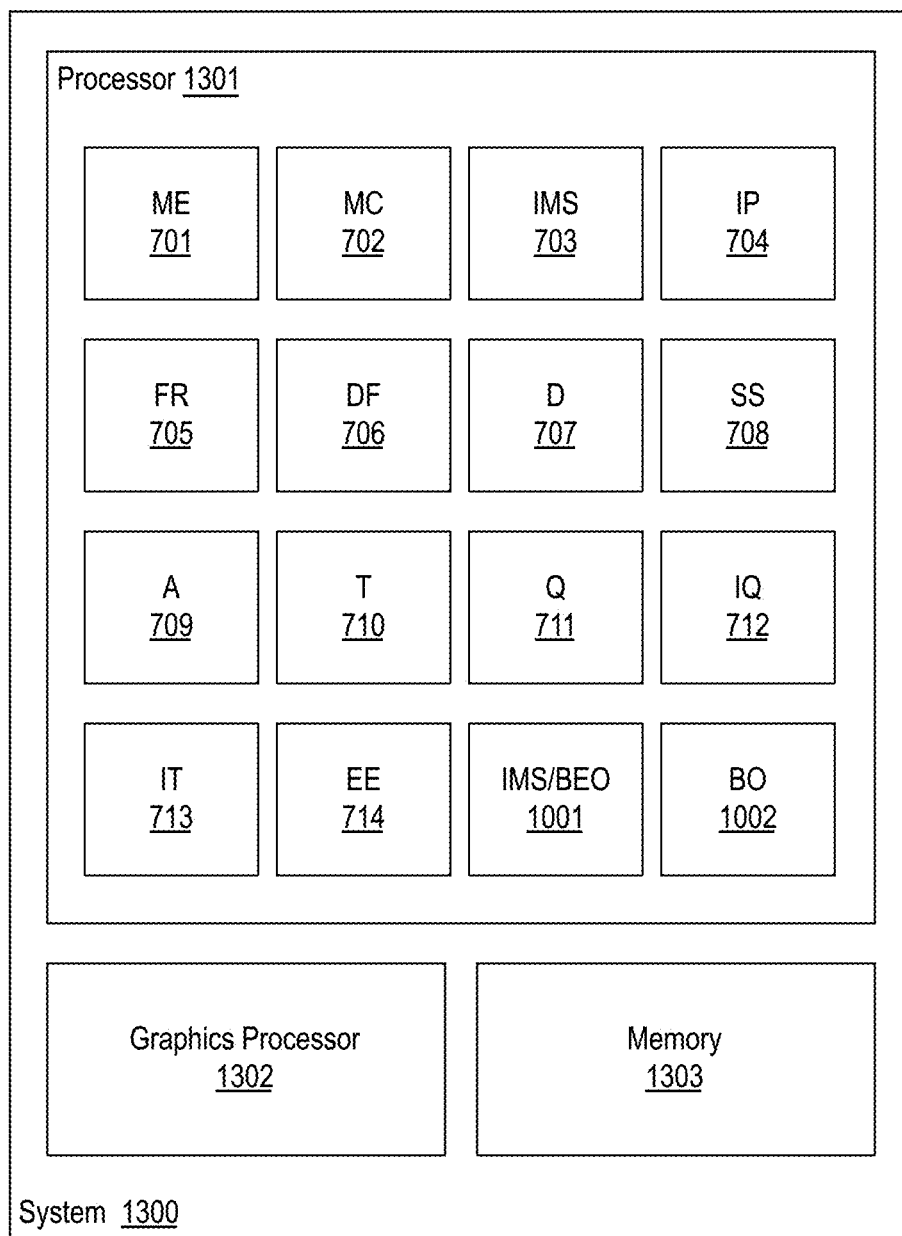 Processor 1301
ME
701
MC
702
IMS
703
IP
704
FR
705
DF
706
D
707
SS
708
A
709
T
710
Q
711
IQ
712
IT
713
EE
714
IMS/BEO
1001
BO
1002
Graphics Processor
1302
Memory
1303
System 1300